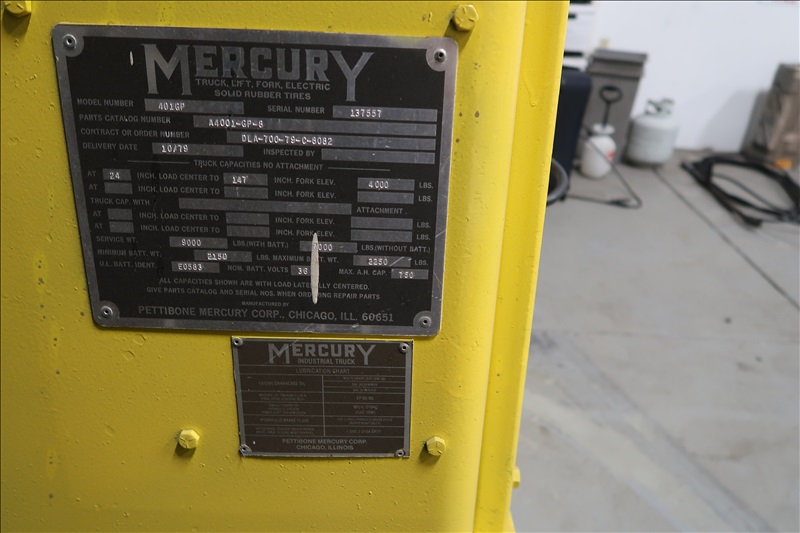 MERCURY
TRUCK, LIFT, FORK, ELECTRIC
SOLID RUBBER TIRES
MODEL NUMBER 401GP SERIAL NUMBER 137557
PARTS CATALOG NUMBER A4001-GP-8
CONTRACT OR ORDER NUMBER DLA-700-79-C-8082
DELIVERY DATE 10/79 INSPECTED BY
TRUCK CAPACITIES NO ATTACHMENT
AT 24 INCH. LOAD CENTER TO 147 INCH. FORK ELEV. 4000 LBS.
AT INCH. LOAD CENTER TO INCH. FORK ELEV. LBS.
TRUCK CAP. WITH ATTACHMENT
AT INCH. LOAD CENTER TO INCH. FORK ELEV. LBS.
AT INCH. LOAD CENTER TO INCH. FORK ELEV. LBS.
SERVICE WT. 9000 LBS(WITH BATT.) 000 LBS(WITHOUT BATT.)
MINIMUM BATT. WT. 2150 LBS. MAXIMUM BATT. WT. 2250 LBS.
U.L. BATT. IDENT. E0583 NOM. BATT. VOLTS 36 MAX. A.H. CAP. 750
ALL CAPACITIES SHOWN ARE WITH LOAD LATERALLY CENTERED.
GIVE PARTS CATALOG AND SERIAL NOS. WHEN ORDERING REPAIR PARTS
MANUFACTURED BY
PETTIBONE MERCURY CORP., CHICAGO, ILL. 60651
MERCURY
INDUSTRIAL TRUCK
LUBRICATION CHART
PETTIBONE MERCURY CORP.
CHICAGO, ILLINOIS